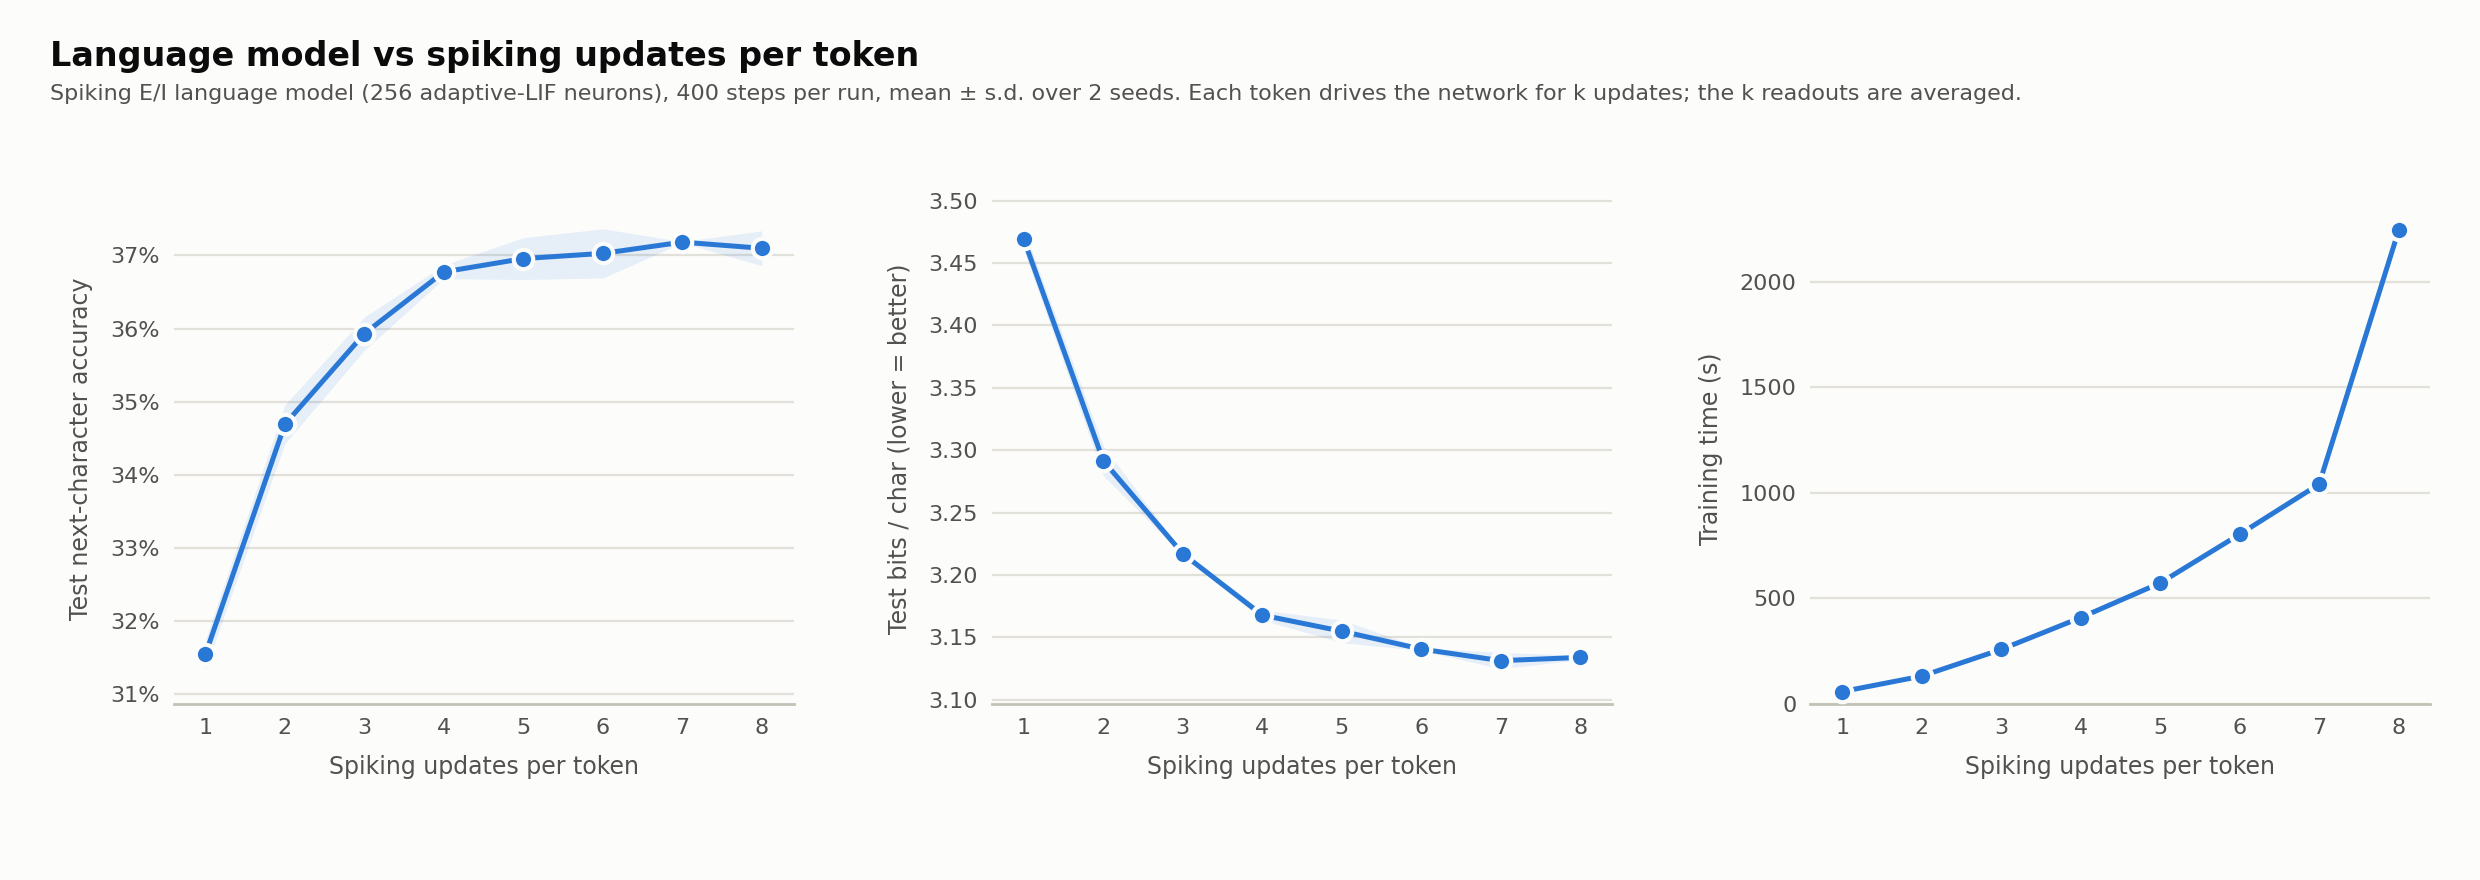 Language model vs spiking updates per token
Spiking E/I language model (256 adaptive-LIF neurons), 400 steps per run, mean ± s.d. over 2 seeds. Each token drives the network for k updates; the k readouts are averaged.
Test next-character accuracy
37%
36%
35%
34%
33%
32%
31%
1 2 3 4 5 6 7 8
Spiking updates per token
Test bits / char (lower = better)
3.50
3.45
3.40
3.35
3.30
3.25
3.20
3.15
3.10
1 2 3 4 5 6 7 8
Spiking updates per token
Training time (s)
2000
1500
1000
500
0
1 2 3 4 5 6 7 8
Spiking updates per token